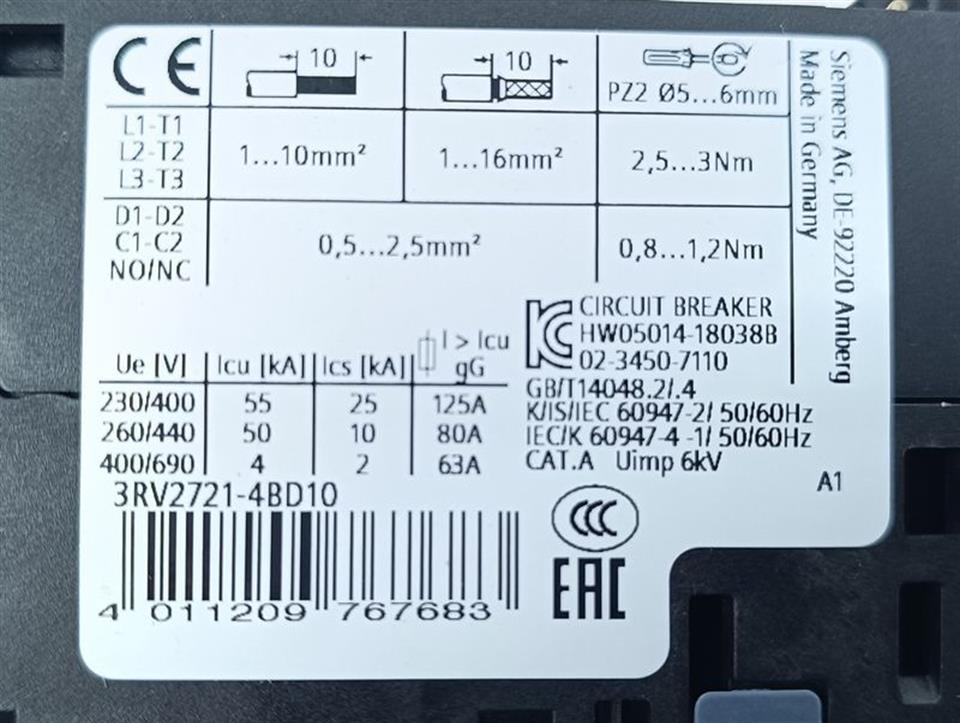 CE
10
10
PZ2 Ø5...6mm
L1-T1
L2-T2
L3-T3
1...10mm²
1...16mm²
2,5...3Nm
D1-D2
C1-C2
NO/NC
0,5...2,5mm²
0,8...1,2Nm
Siemens AG, DE-92220 Amberg
Made in Germany
KC
CIRCUIT BREAKER
HW05014-18038B
02-3450-7110
GB/T14048.2/.4
K/IS/IEC 60947-2/ 50/60Hz
IEC/K 60947-4 -1/ 50/60Hz
CAT.A Uimp 6kV
A1
Ue [V] Icu [kA] Ics [kA] I > Icu gG
230/400 55 25 125A
260/440 50 10 80A
400/690 4 2 63A
3RV2721-4BD10
4 011209 767683
CCC
EAC